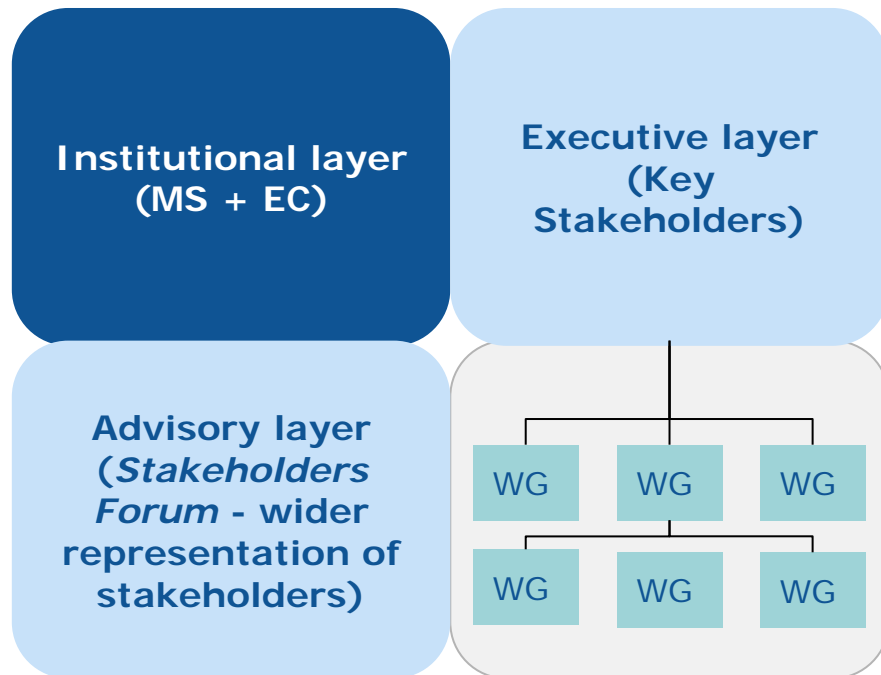 Institutional layer
(MS + EC)
Executive layer
(Key
Stakeholders)
Advisory layer
(Stakeholders
Forum - wider
representation of
stakeholders)
WG
WG
WG
WG
WG
WG